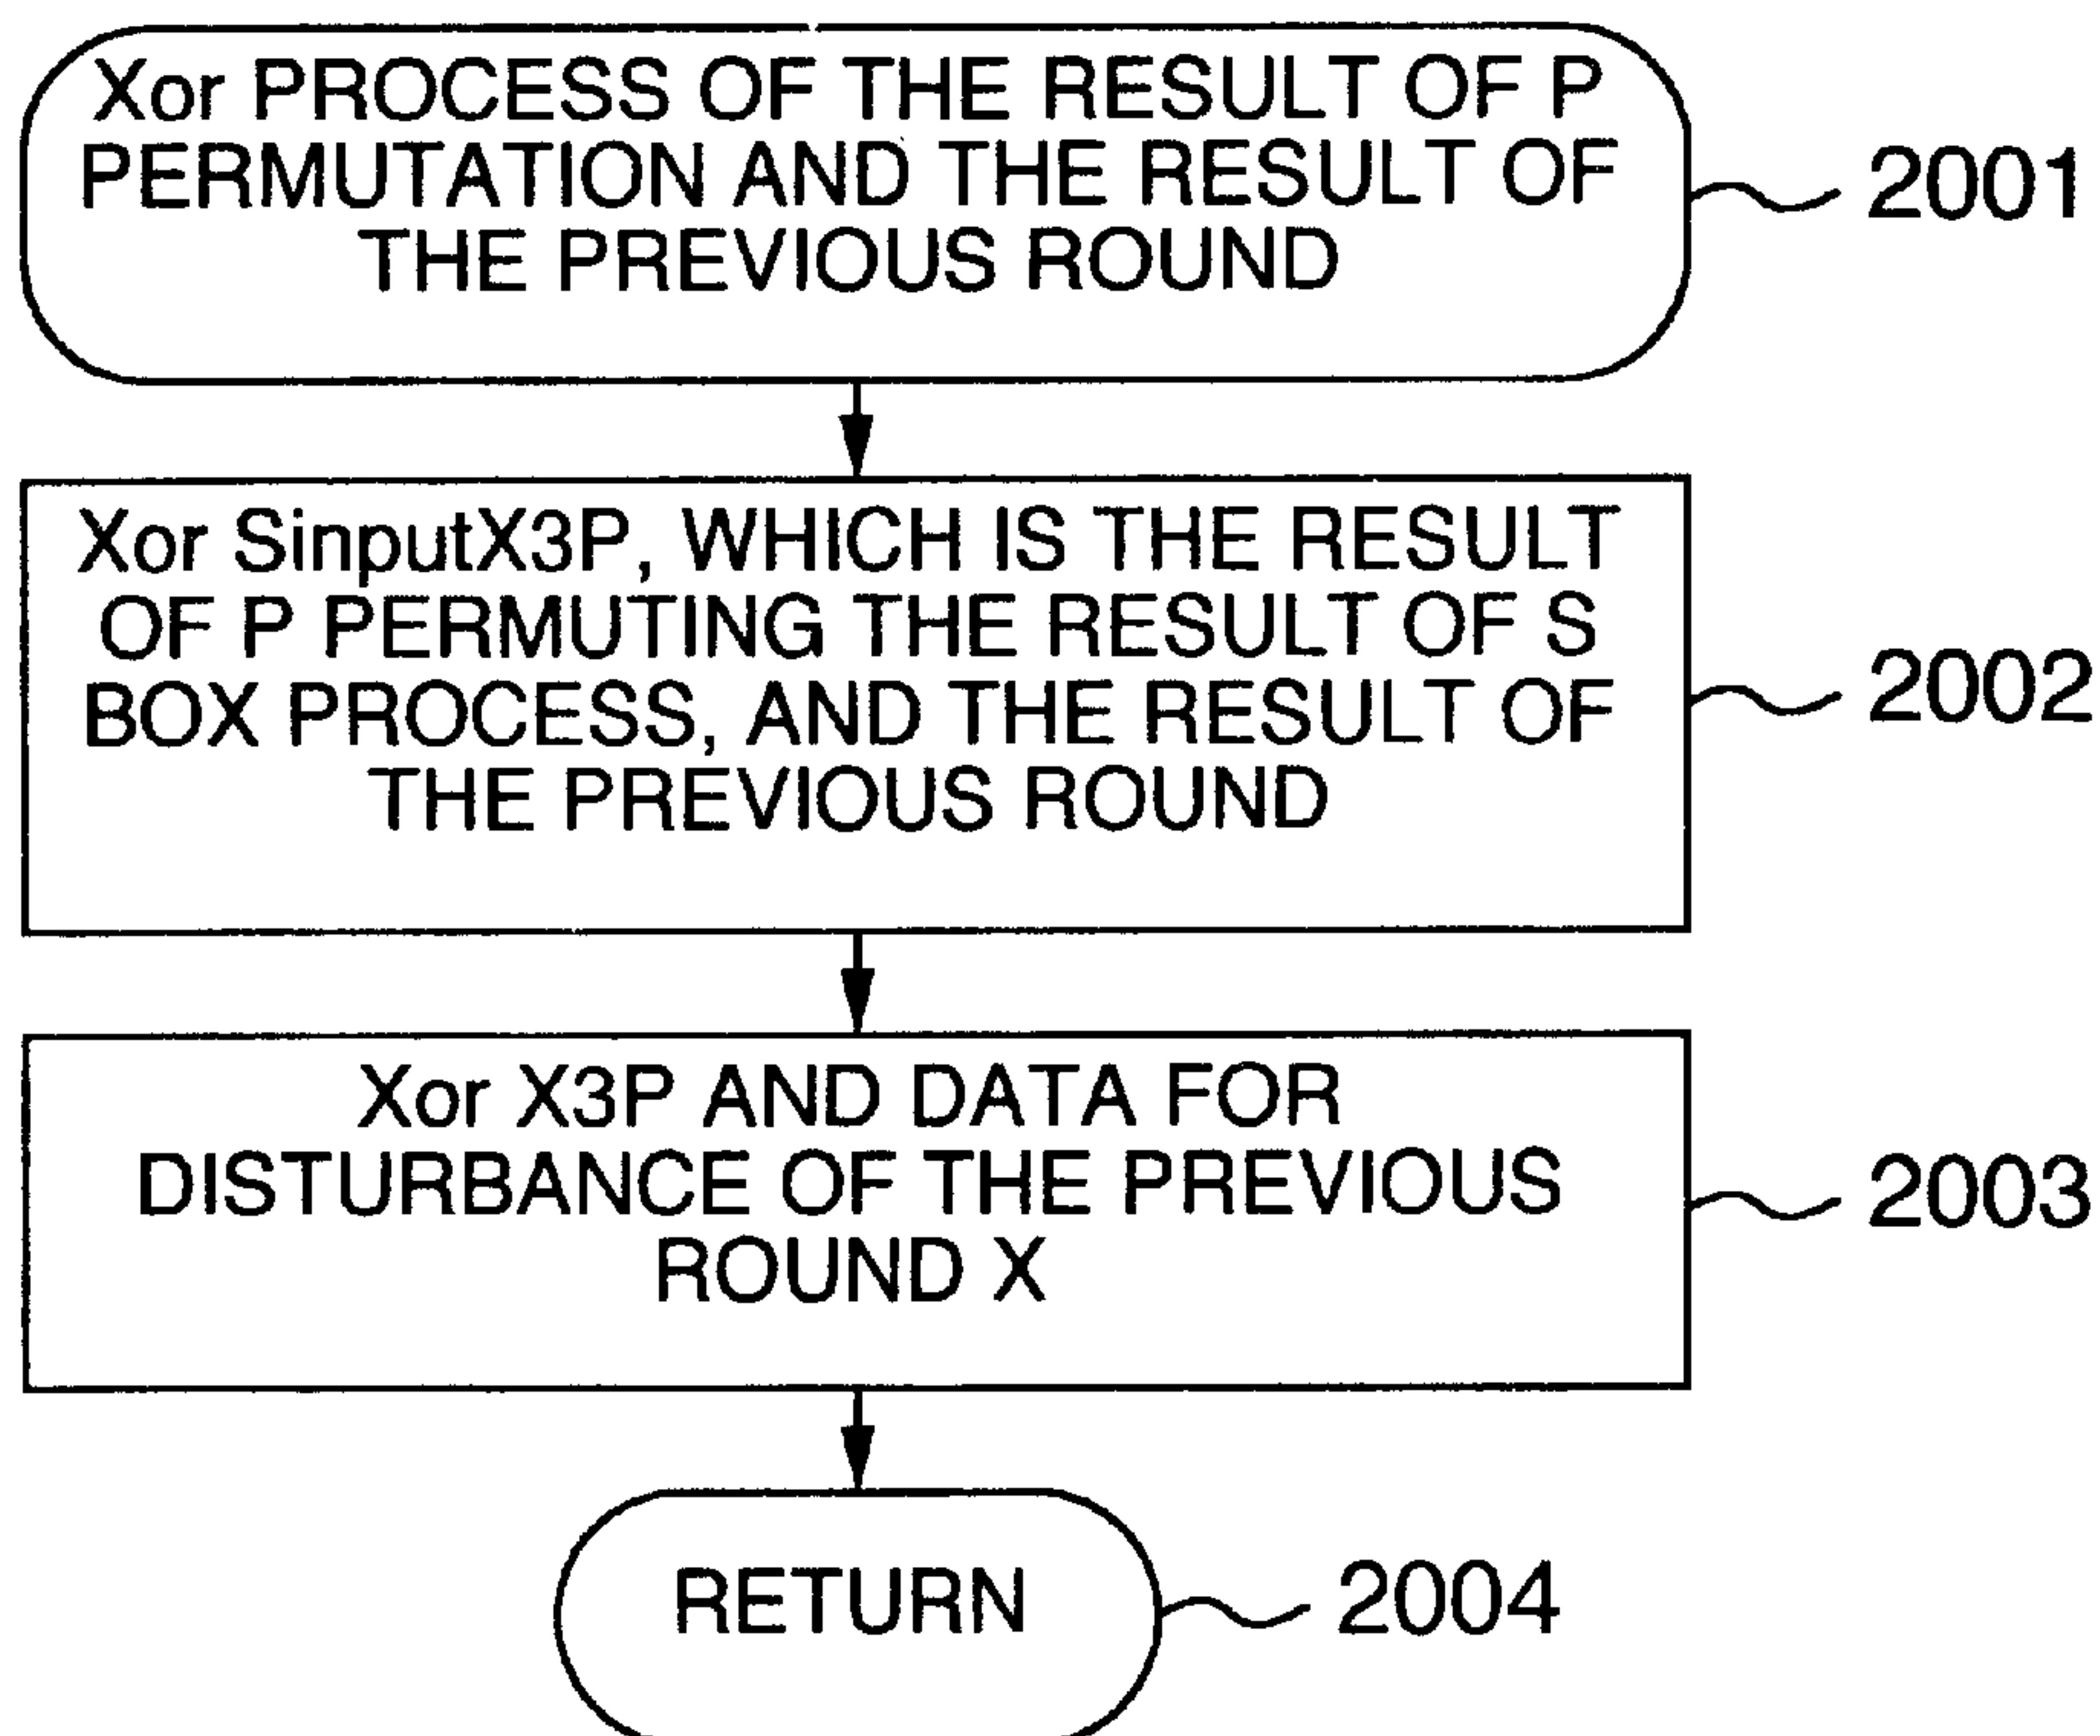 Xor PROCESS OF THE RESULT OF P
PERMUTATION AND THE RESULT OF
THE PREVIOUS ROUND
2001
Xor SinputX3P, WHICH IS THE RESULT
OF P PERMUTING THE RESULT OF S
BOX PROCESS, AND THE RESULT OF
THE PREVIOUS ROUND
2002
Xor X3P AND DATA FOR
DISTURBANCE OF THE PREVIOUS
ROUND X
2003
RETURN
2004